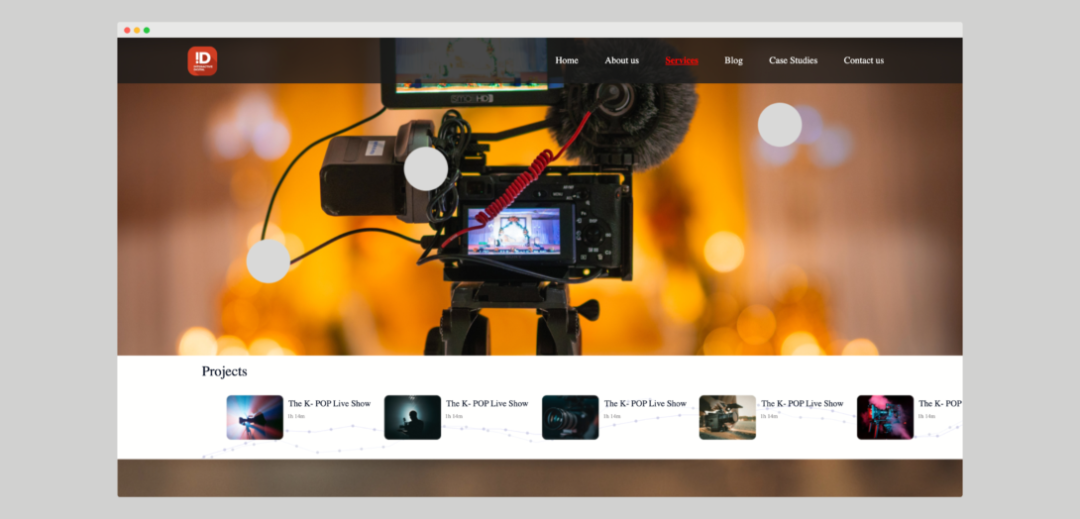 !D
Home
About us
Services
Blog
Case Studies
Contact us
Projects
The K- POP Live Show
1h 14m
The K- POP Live Show
1h 14m
The K- POP Live Show
1h 14m
The K- POP Live Show
1h 14m
The K- POP
1h 14m